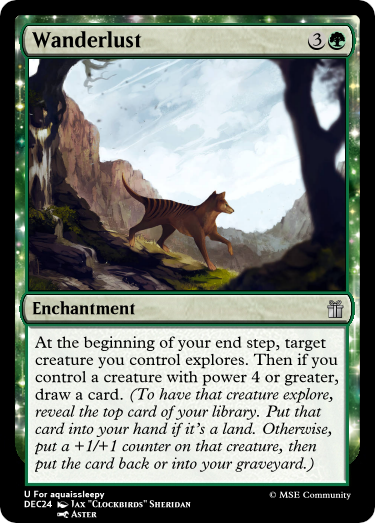 Wanderlust 3
Enchantment
At the beginning of your end step, target
creature you control explores. Then if you
control a creature with power 4 or greater,
draw a card. (To have that creature explore,
reveal the top card of your library. Put that
card into your hand if it's a land. Otherwise,
put a +1/+1 counter on that creature, then
put the card back or into your graveyard.)
U For aquaissleepy
DEC24 Jax "Clockbirds" Sheridan © MSE Community
Aster